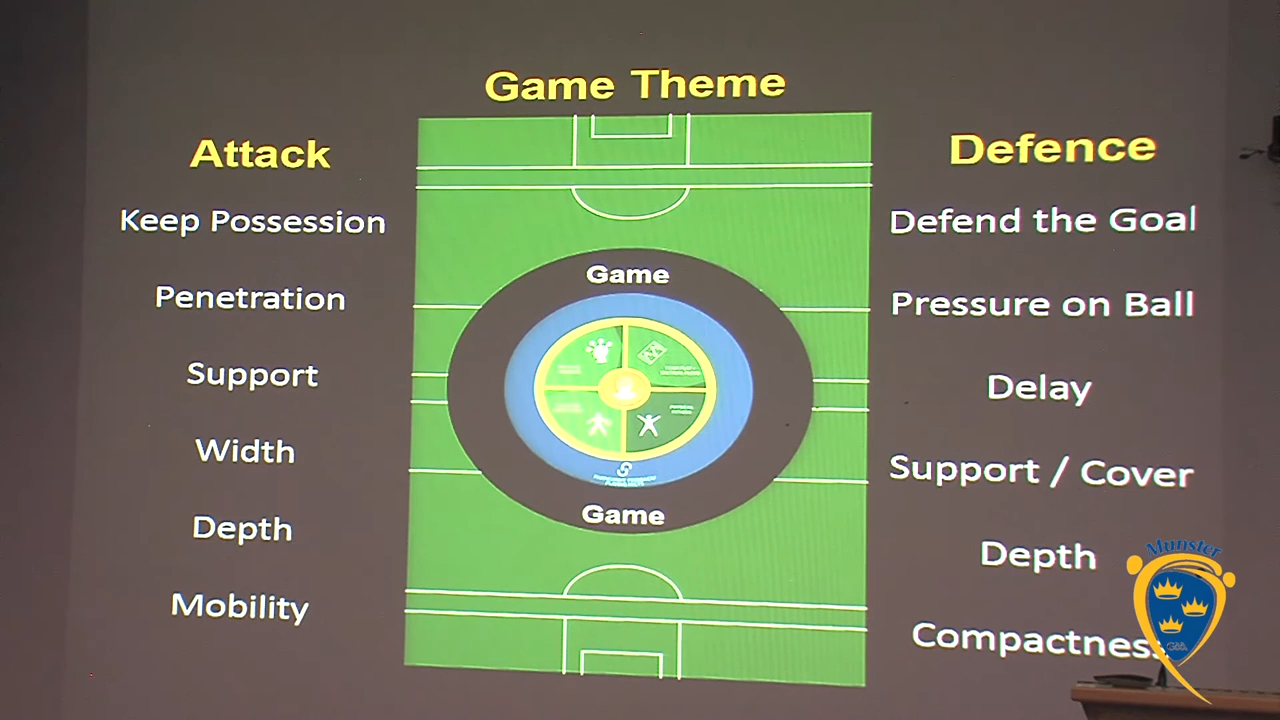 Game Theme
Attack
Keep Possession
Penetration
Support
Width
Depth
Mobility
Game
Game
Defence
Defend the Goal
Pressure on Ball
Delay
Support / Cover
Depth
Compactness
Munster
GAA